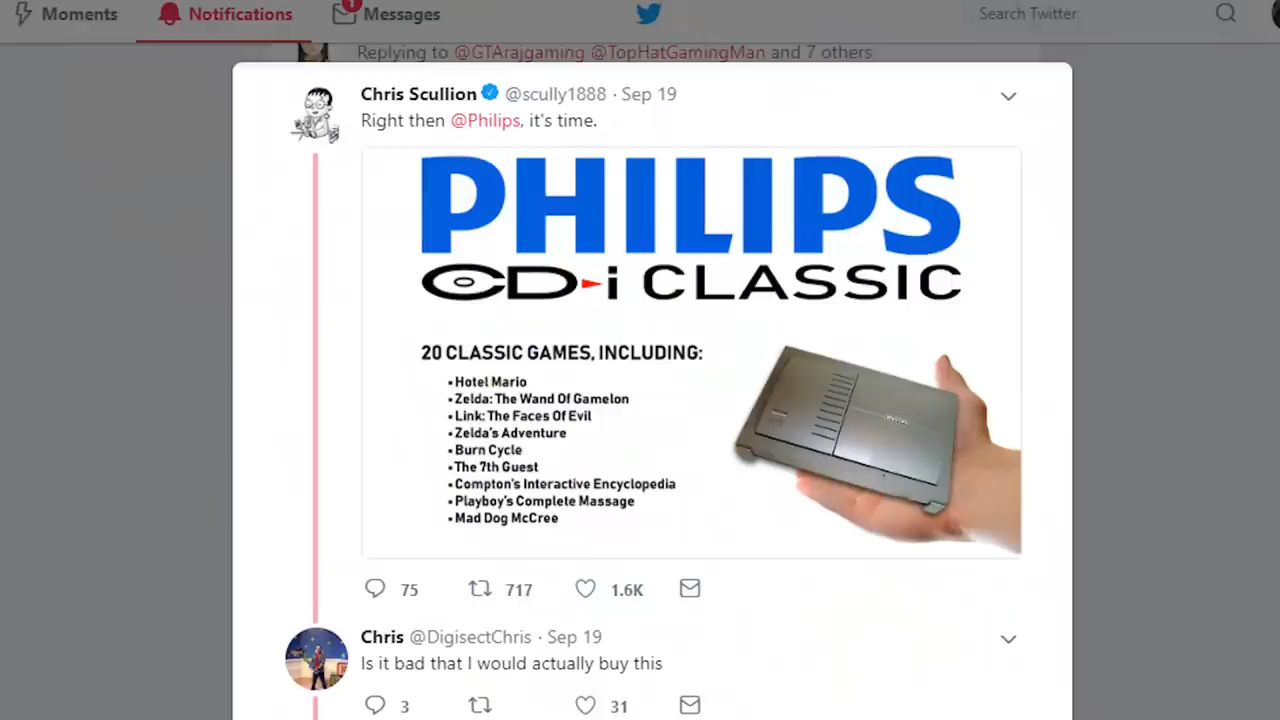 Moments
Notifications
1
Messages
Search Twitter
Replying to @GTArajgaming @TopHatGamingMan and 7 others
Chris Scullion @scully1888 · Sep 19
Right then @Philips, it's time.
PHILIPS
CD-i CLASSIC
20 CLASSIC GAMES, INCLUDING:
• Hotel Mario
• Zelda: The Wand Of Gamelon
• Link: The Faces Of Evil
• Zelda's Adventure
• Burn Cycle
• The 7th Guest
• Compton's Interactive Encyclopedia
• Playboy's Complete Massage
• Mad Dog McCree
75 717 1.6K
Chris @DigisectChris · Sep 19
Is it bad that I would actually buy this
3 31